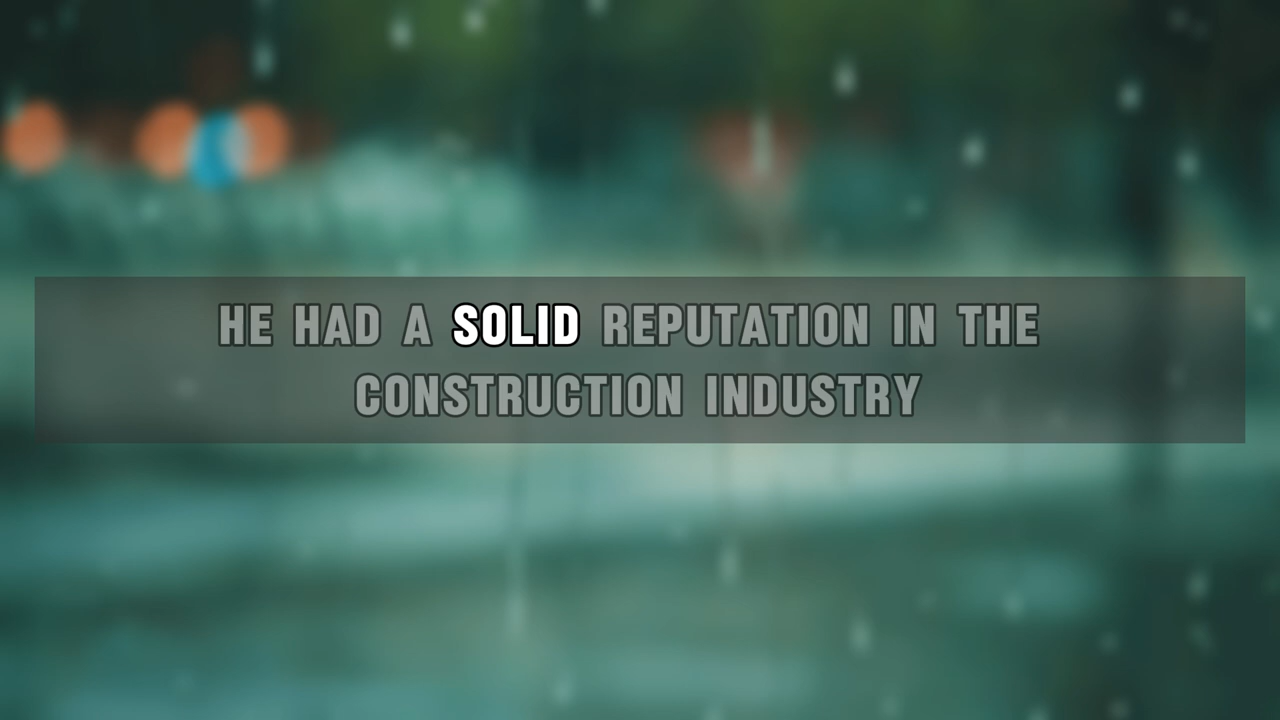 HE HAD A SOLID REPUTATION IN THE
CONSTRUCTION INDUSTRY